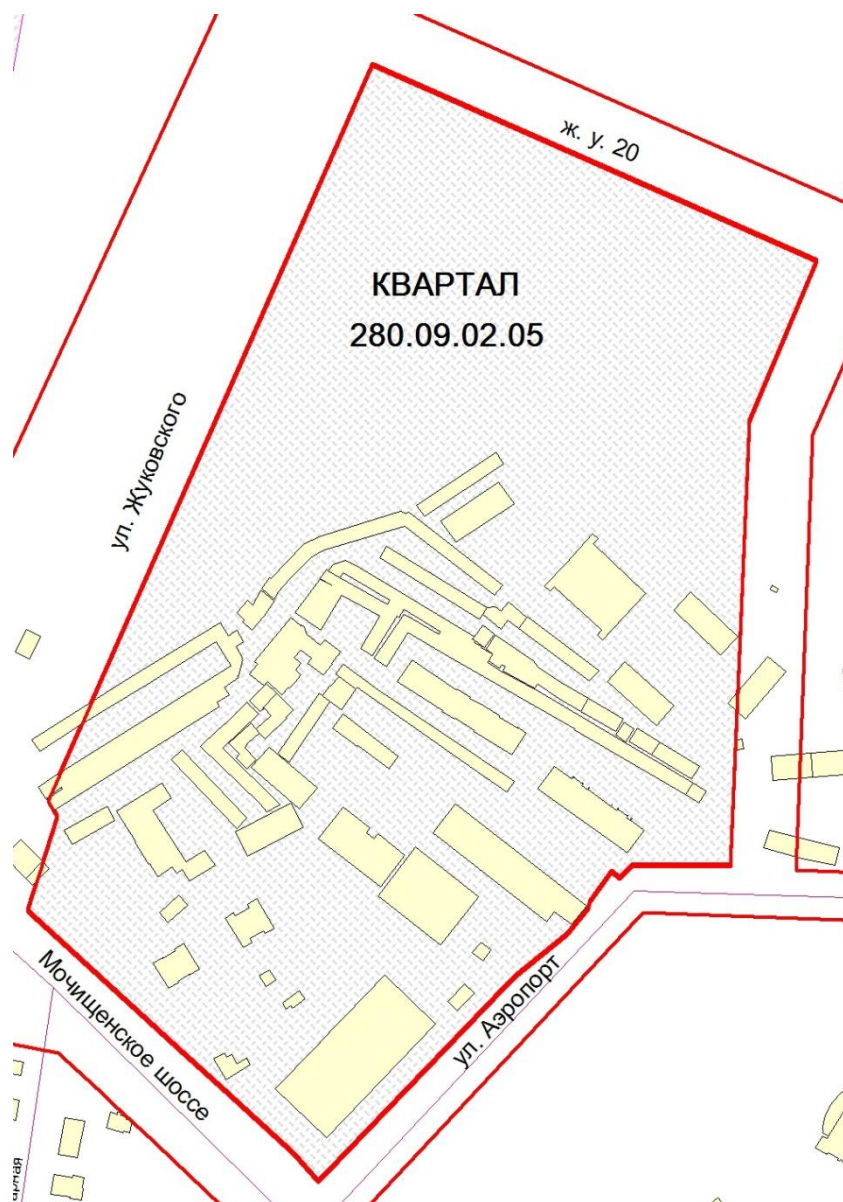 ж. у. 20
КВАРТАЛ
280.09.02.05
ул. Жуковского
Мочищенское шоссе
ул. Аэропорт